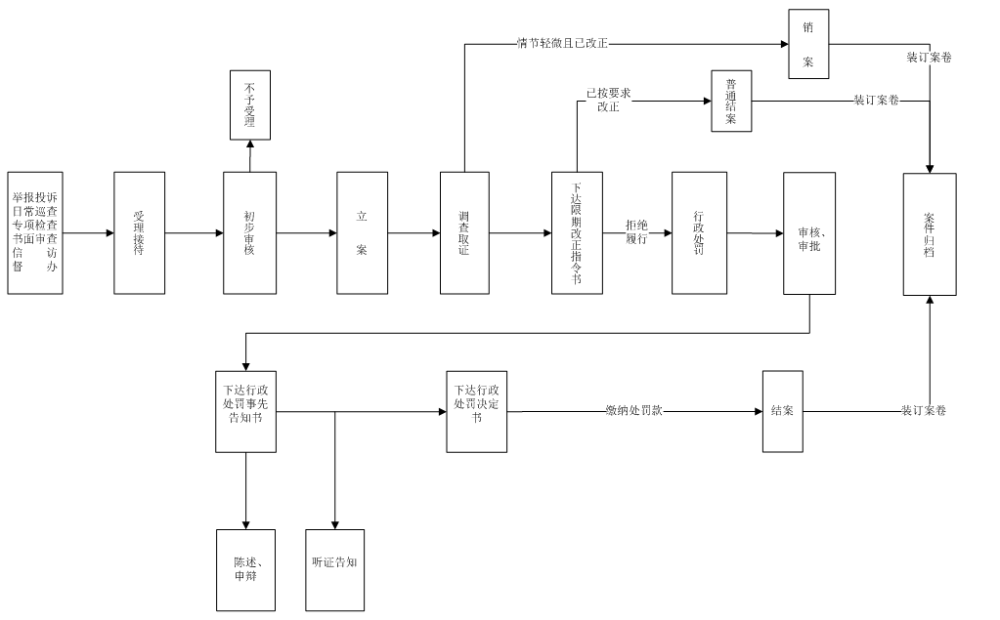 情节轻微且已改正
销
案
装订案卷
不予受理
已按要求
改正
普通结案
装订案卷
举报投诉
日常巡查
专项检查
书面审查
信 访
督 办
受理接待
初步审核
立
案
调查取证
下达限期改正指令书
拒绝
履行
行政处罚
审核、
审批
案件归档
下达行政
处罚事先
告知书
下达行政
处罚决定
书
缴纳处罚款
结案
装订案卷
陈述、
申辩
听证告知